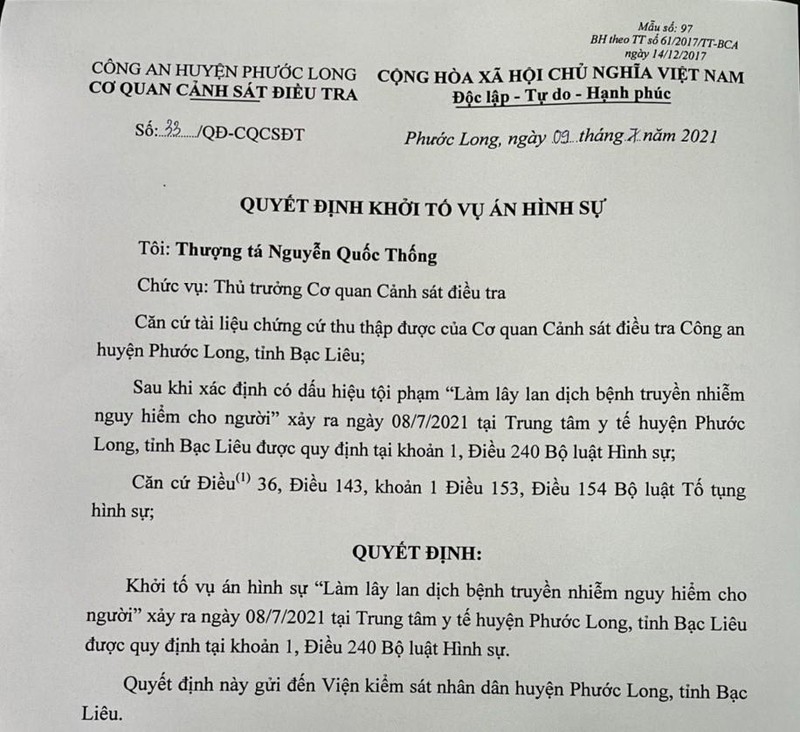 Mẫu số: 97
BH theo TT số 61/2017/TT-BCA
ngày 14/12/2017
CÔNG AN HUYỆN PHƯỚC LONG
CƠ QUAN CẢNH SÁT ĐIỀU TRA
CỘNG HÒA XÃ HỘI CHỦ NGHĨA VIỆT NAM
Độc lập - Tự do - Hạnh phúc
Số: 33 /QĐ-CQCSĐT
Phước Long, ngày 09 tháng 7 năm 2021
QUYẾT ĐỊNH KHỞI TỐ VỤ ÁN HÌNH SỰ
Tôi: Thượng tá Nguyễn Quốc Thống
Chức vụ: Thủ trưởng Cơ quan Cảnh sát điều tra
Căn cứ tài liệu chứng cứ thu thập được của Cơ quan Cảnh sát điều tra Công an
huyện Phước Long, tỉnh Bạc Liêu;
Sau khi xác định có dấu hiệu tội phạm “Làm lây lan dịch bệnh truyền nhiễm
nguy hiểm cho người” xảy ra ngày 08/7/2021 tại Trung tâm y tế huyện Phước
Long, tỉnh Bạc Liêu được quy định tại khoản 1, Điều 240 Bộ luật Hình sự;
Căn cứ Điều(1) 36, Điều 143, khoản 1 Điều 153, Điều 154 Bộ luật Tố tụng
hình sự;
QUYẾT ĐỊNH:
Khởi tố vụ án hình sự “Làm lây lan dịch bệnh truyền nhiễm nguy hiểm cho
người” xảy ra ngày 08/7/2021 tại Trung tâm y tế huyện Phước Long, tỉnh Bạc Liêu
được quy định tại khoản 1, Điều 240 Bộ luật Hình sự.
Quyết định này gửi đến Viện kiểm sát nhân dân huyện Phước Long, tỉnh Bạc
Liêu.